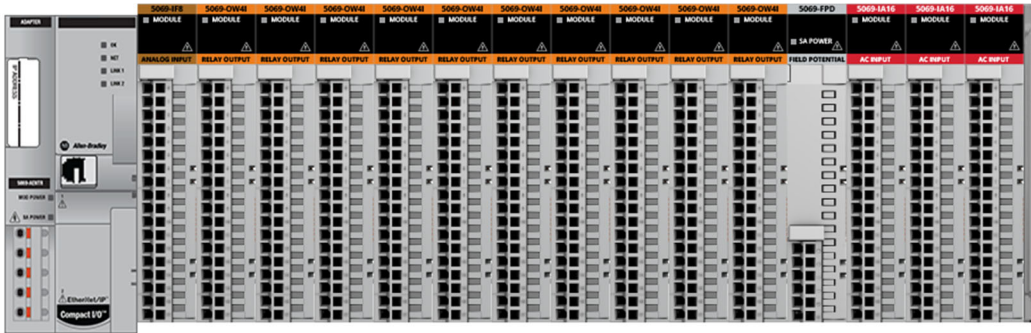 ADAPTER
IP ADDRESS
OK
NET
LINK 1
LINK 2
Allen-Bradley
5069-AENTR
MOD POWER
SA POWER
EtherNet/IP
Compact I/O™
5069-IF8
MODULE
ANALOG INPUT
5069-OW4I
MODULE
RELAY OUTPUT
5069-OW4I
MODULE
RELAY OUTPUT
5069-OW4I
MODULE
RELAY OUTPUT
5069-OW4I
MODULE
RELAY OUTPUT
5069-OW4I
MODULE
RELAY OUTPUT
5069-OW4I
MODULE
RELAY OUTPUT
5069-OW4I
MODULE
RELAY OUTPUT
5069-OW4I
MODULE
RELAY OUTPUT
5069-OW4I
MODULE
RELAY OUTPUT
5069-OW4I
MODULE
RELAY OUTPUT
5069-FPD
SA POWER
FIELD POTENTIAL
5069-IA16
MODULE
AC INPUT
5069-IA16
MODULE
AC INPUT
5069-IA16
MODULE
AC INPUT